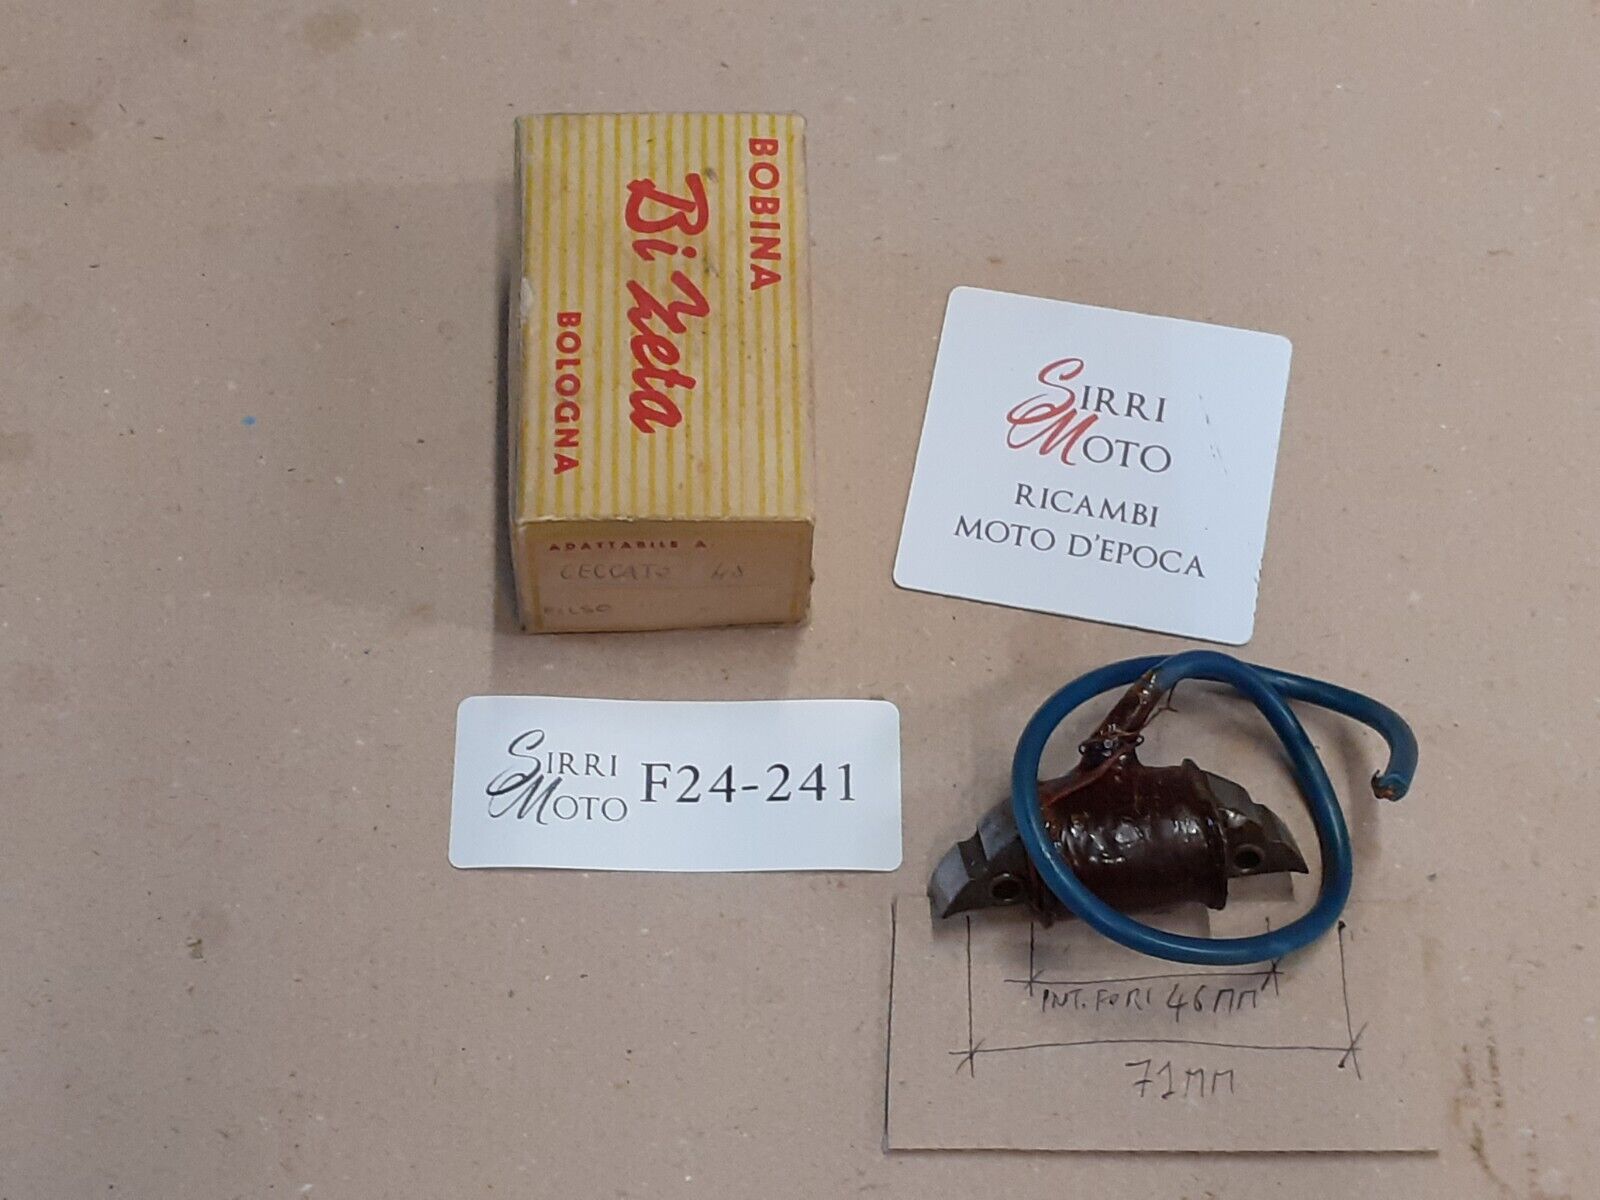 BOBINA
Bi Zeta
BOLOGNA
ADATTABILE A
CECCATO 48
FILSO
SIRRI
MOTO
RICAMBI
MOTO D'EPOCA
SIRRI
MOTO
F24-241
INT. FORI 46MM
71MM